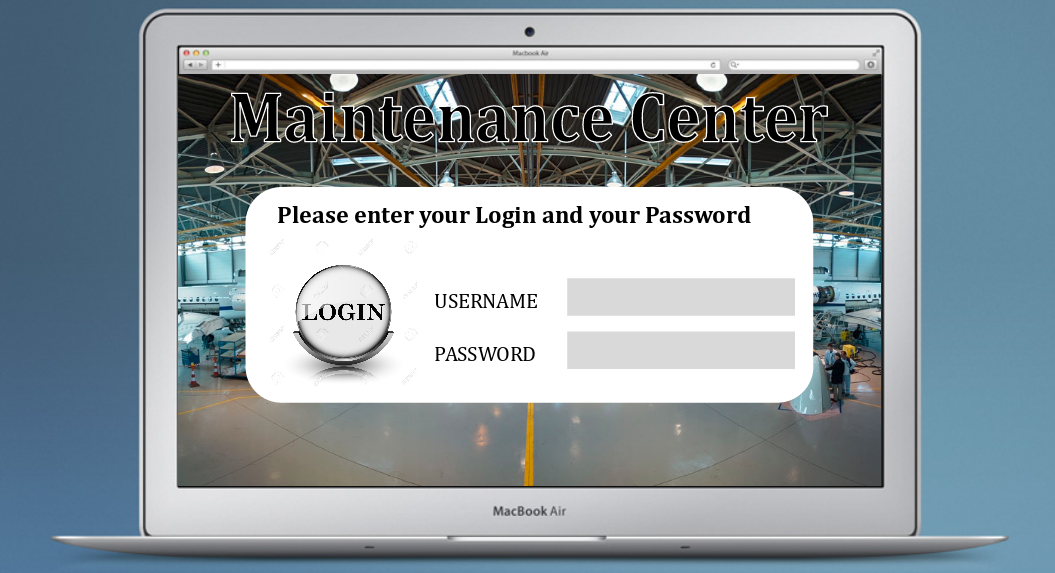 Macbook Air
Maintenance Center
Please enter your Login and your Password
LOGIN
USERNAME
PASSWORD
MacBook Air